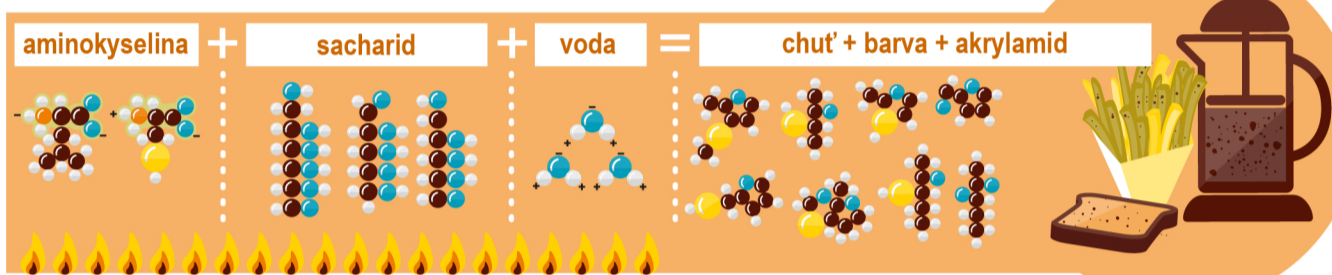 aminokyselina + sacharid + voda = chuť + barva + akrylamid